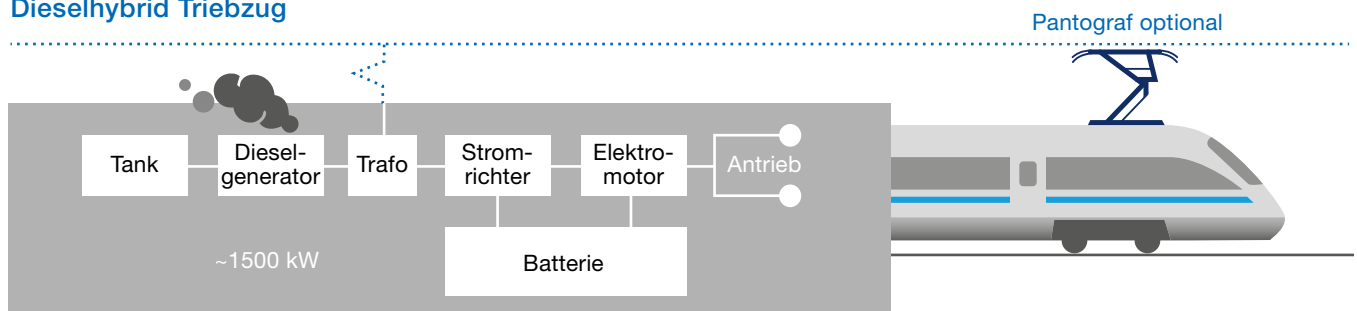 Dieselhybrid Triebzug
Pantograf optional
Tank
Diesel-
generator
Trafo
Strom-
richter
Elektro-
motor
Antrieb
~1500 kW
Batterie